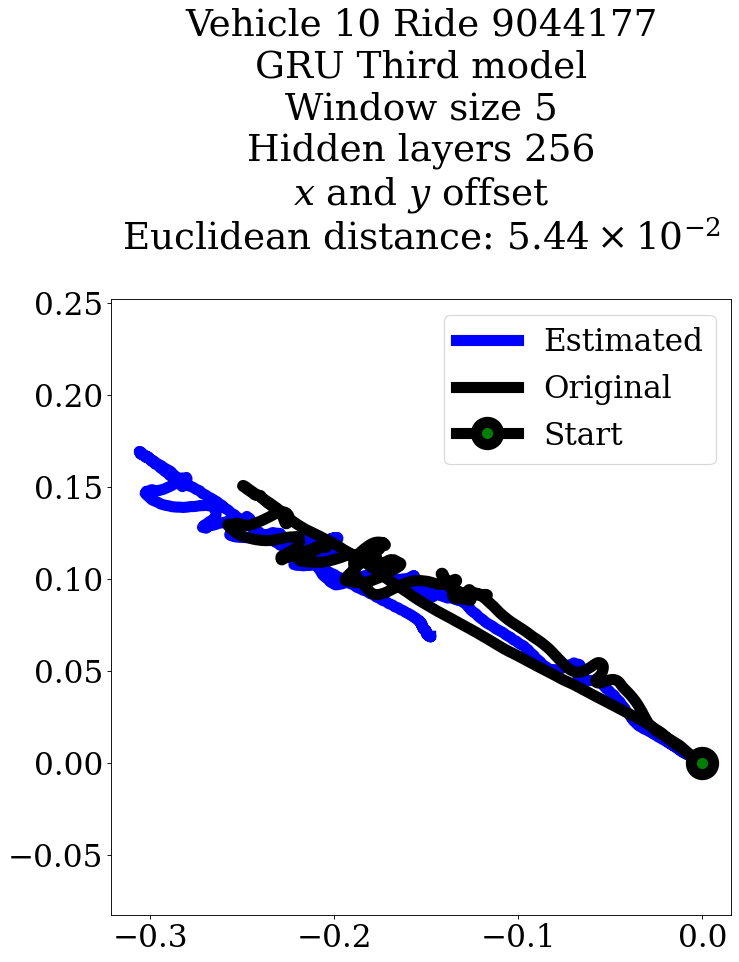 Vehicle 10 Ride 9044177
GRU Third model
Window size 5
Hidden layers 256
x and y offset
Euclidean distance: 5.44 × 10⁻²
Estimated
Original
Start
0.25
0.20
0.15
0.10
0.05
0.00
−0.05
−0.3 −0.2 −0.1 0.0